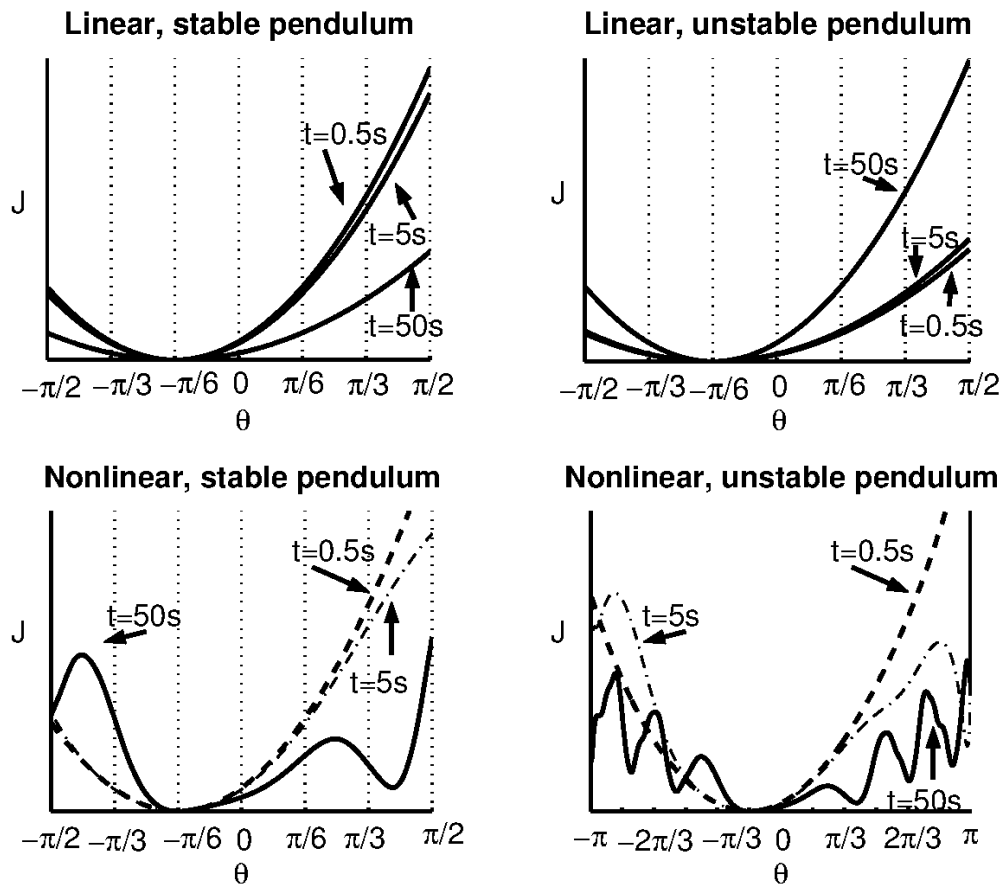 Linear, stable pendulum
J
t=0.5s
t=5s
t=50s
−π/2 −π/3 −π/6 0 π/6 π/3 π/2
θ
Linear, unstable pendulum
t=50s
t=5s
t=0.5s
−π/2 −π/3 −π/6 0 π/6 π/3 π/2
θ
Nonlinear, stable pendulum
J
t=0.5s
t=50s
t=5s
−π/2 −π/3 −π/6 0 π/6 π/3 π/2
θ
Nonlinear, unstable pendulum
t=0.5s
t=5s
t=50s
−π −2π/3 −π/3 0 π/3 2π/3 π
θ